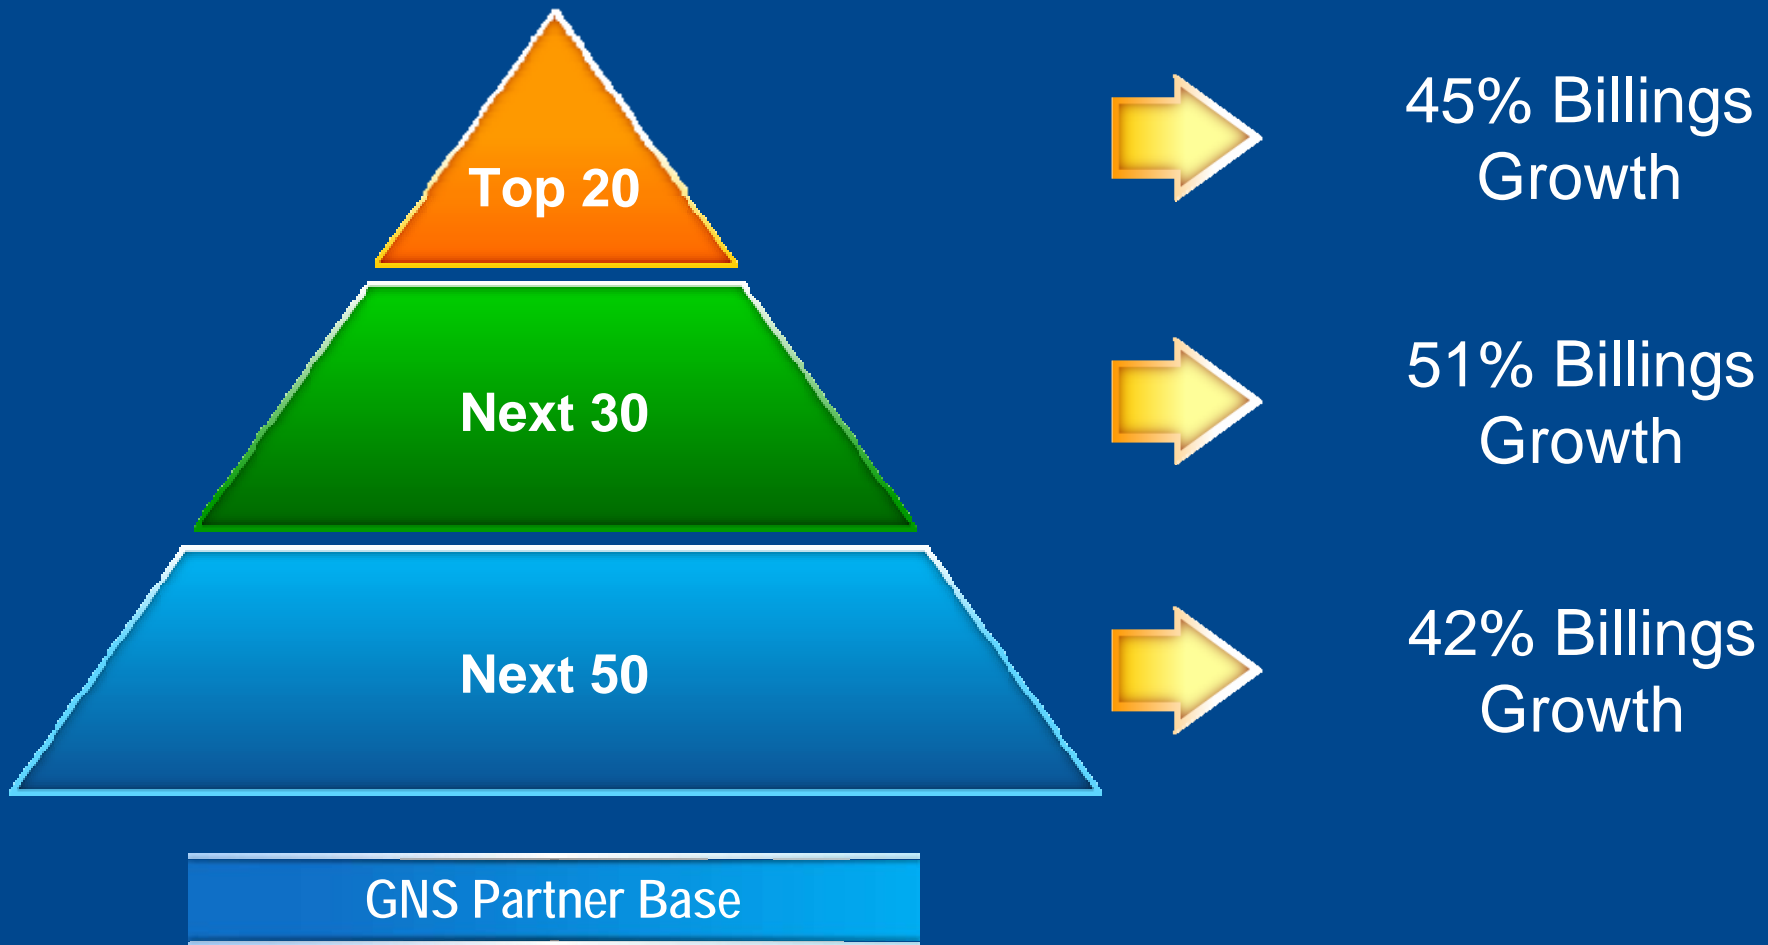 Top 20
45% Billings
Growth
Next 30
51% Billings
Growth
Next 50
42% Billings
Growth
GNS Partner Base